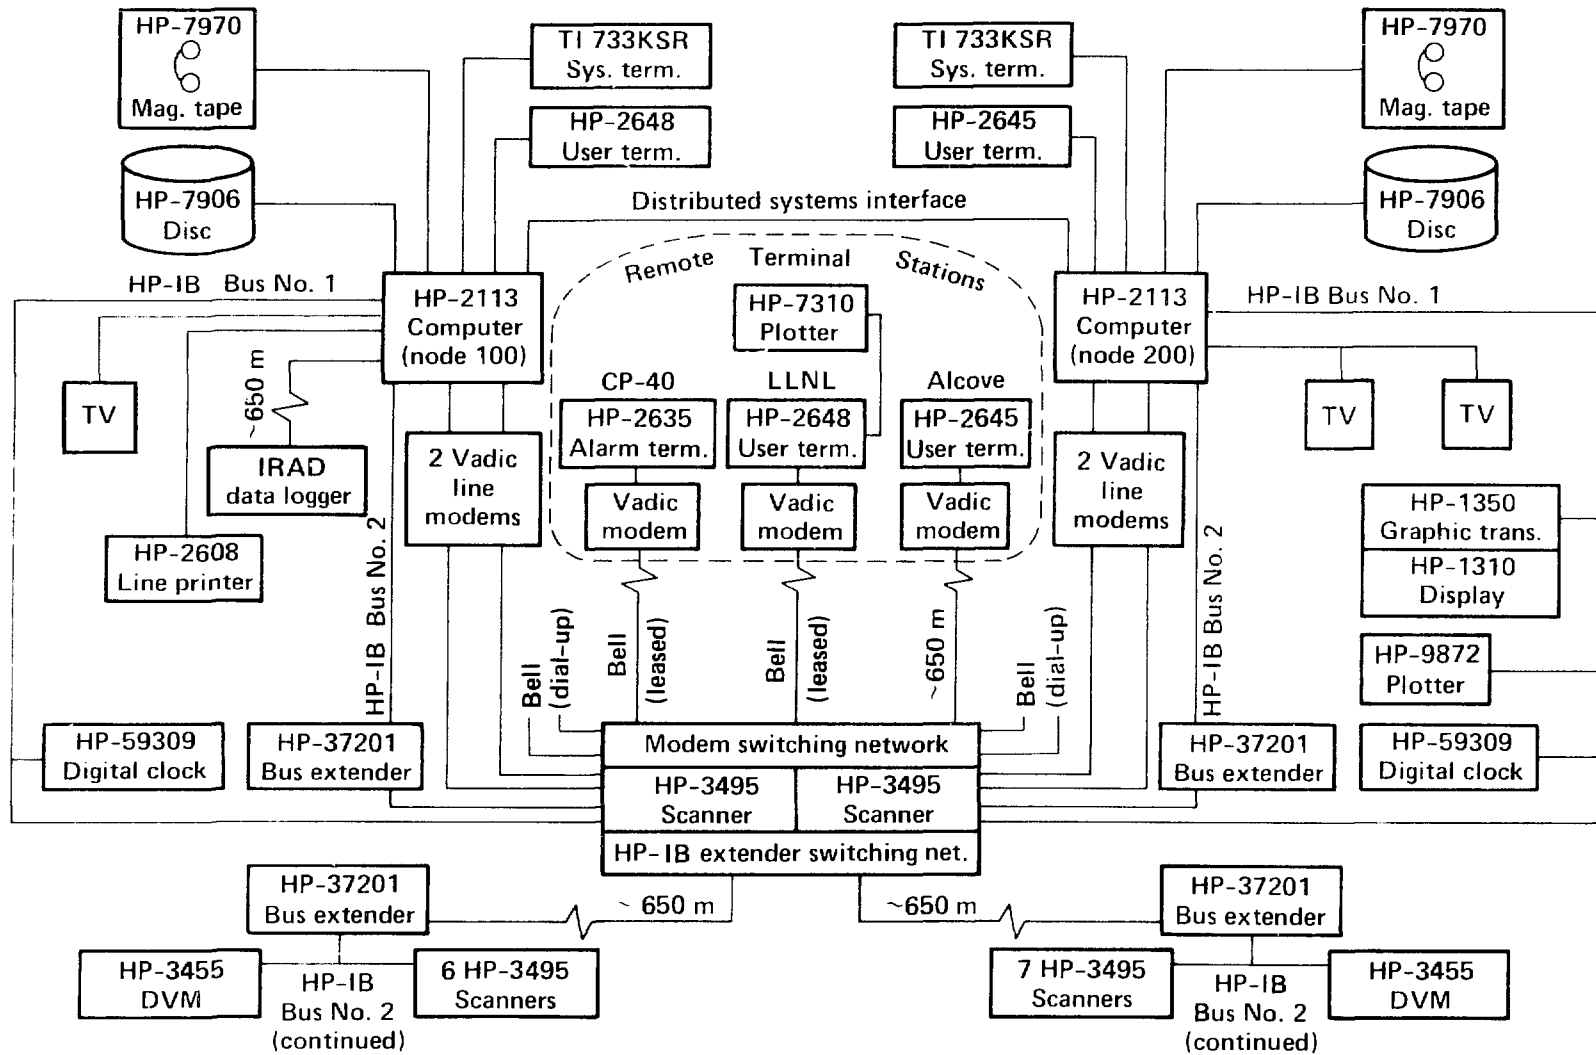 HP-7970
Mag. tape
TI 733KSR
Sys. term.
TI 733KSR
Sys. term.
HP-7970
Mag. tape
HP-2648
User term.
HP-2645
User term.
HP-7906
Disc
Distributed systems interface
HP-7906
Disc
Remote Terminal Stations
HP-IB Bus No. 1
HP-2113
Computer
(node 100)
HP-7310
Plotter
HP-2113
Computer
(node 200)
HP-IB Bus No. 1
TV
~650 m
CP-40
HP-2635
Alarm term.
LLNL
HP-2648
User term.
Alcove
HP-2645
User term.
TV
TV
IRAD
data logger
2 Vadic
line
modems
Vadic
modem
Vadic
modem
Vadic
modem
2 Vadic
line
modems
HP-1350
Graphic trans.
HP-1310
Display
HP-2608
Line printer
HP-IB Bus No. 2
Bell
(dial-up)
Bell
(leased)
Bell
(leased)
~650 m
Bell
(dial-up)
HP-IB Bus No. 2
HP-9872
Plotter
HP-59309
Digital clock
HP-37201
Bus extender
Modem switching network
HP-3495
Scanner
HP-3495
Scanner
HP-IB extender switching net.
HP-37201
Bus extender
HP-59309
Digital clock
HP-37201
Bus extender
~ 650 m
~650 m
HP-37201
Bus extender
HP-3455
DVM
HP-IB
Bus No. 2
(continued)
6 HP-3495
Scanners
7 HP-3495
Scanners
HP-IB
Bus No. 2
(continued)
HP-3455
DVM